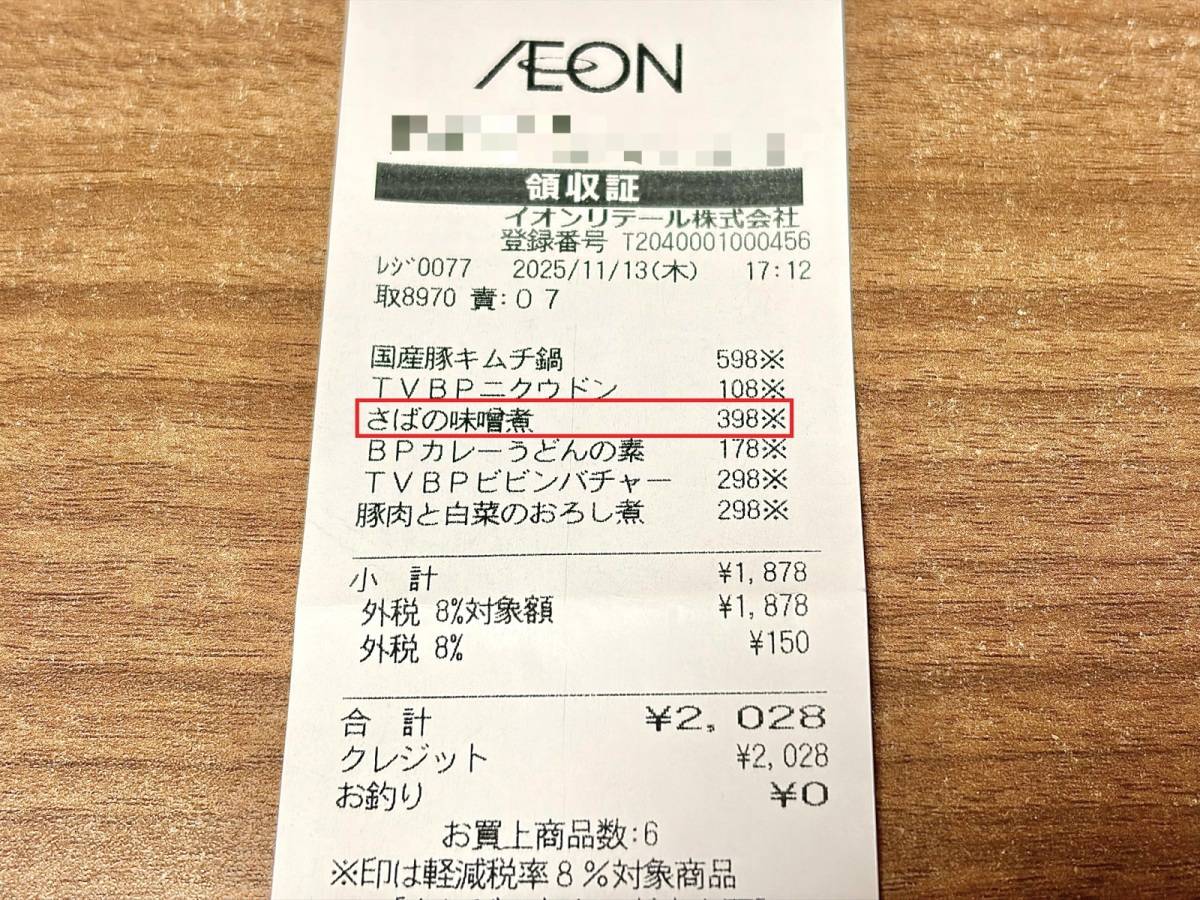 ÆON
領収証
イオンリテール株式会社
登録番号 T2040001000456
ﾚｼﾞ0077 2025/11/13(木) 17:12
取8970 責:07
国産豚キムチ鍋 598※
TVBPニクウドン 108※
さばの味噌煮 398※
BPカレーうどんの素 178※
TVBPビビンバチャー 298※
豚肉と白菜のおろし煮 298※
小 計 ¥1,878
外税 8%対象額 ¥1,878
外税 8% ¥150
合 計 ¥2,028
クレジット ¥2,028
お釣り ¥0
お買上商品数:6
※印は軽減税率8%対象商品